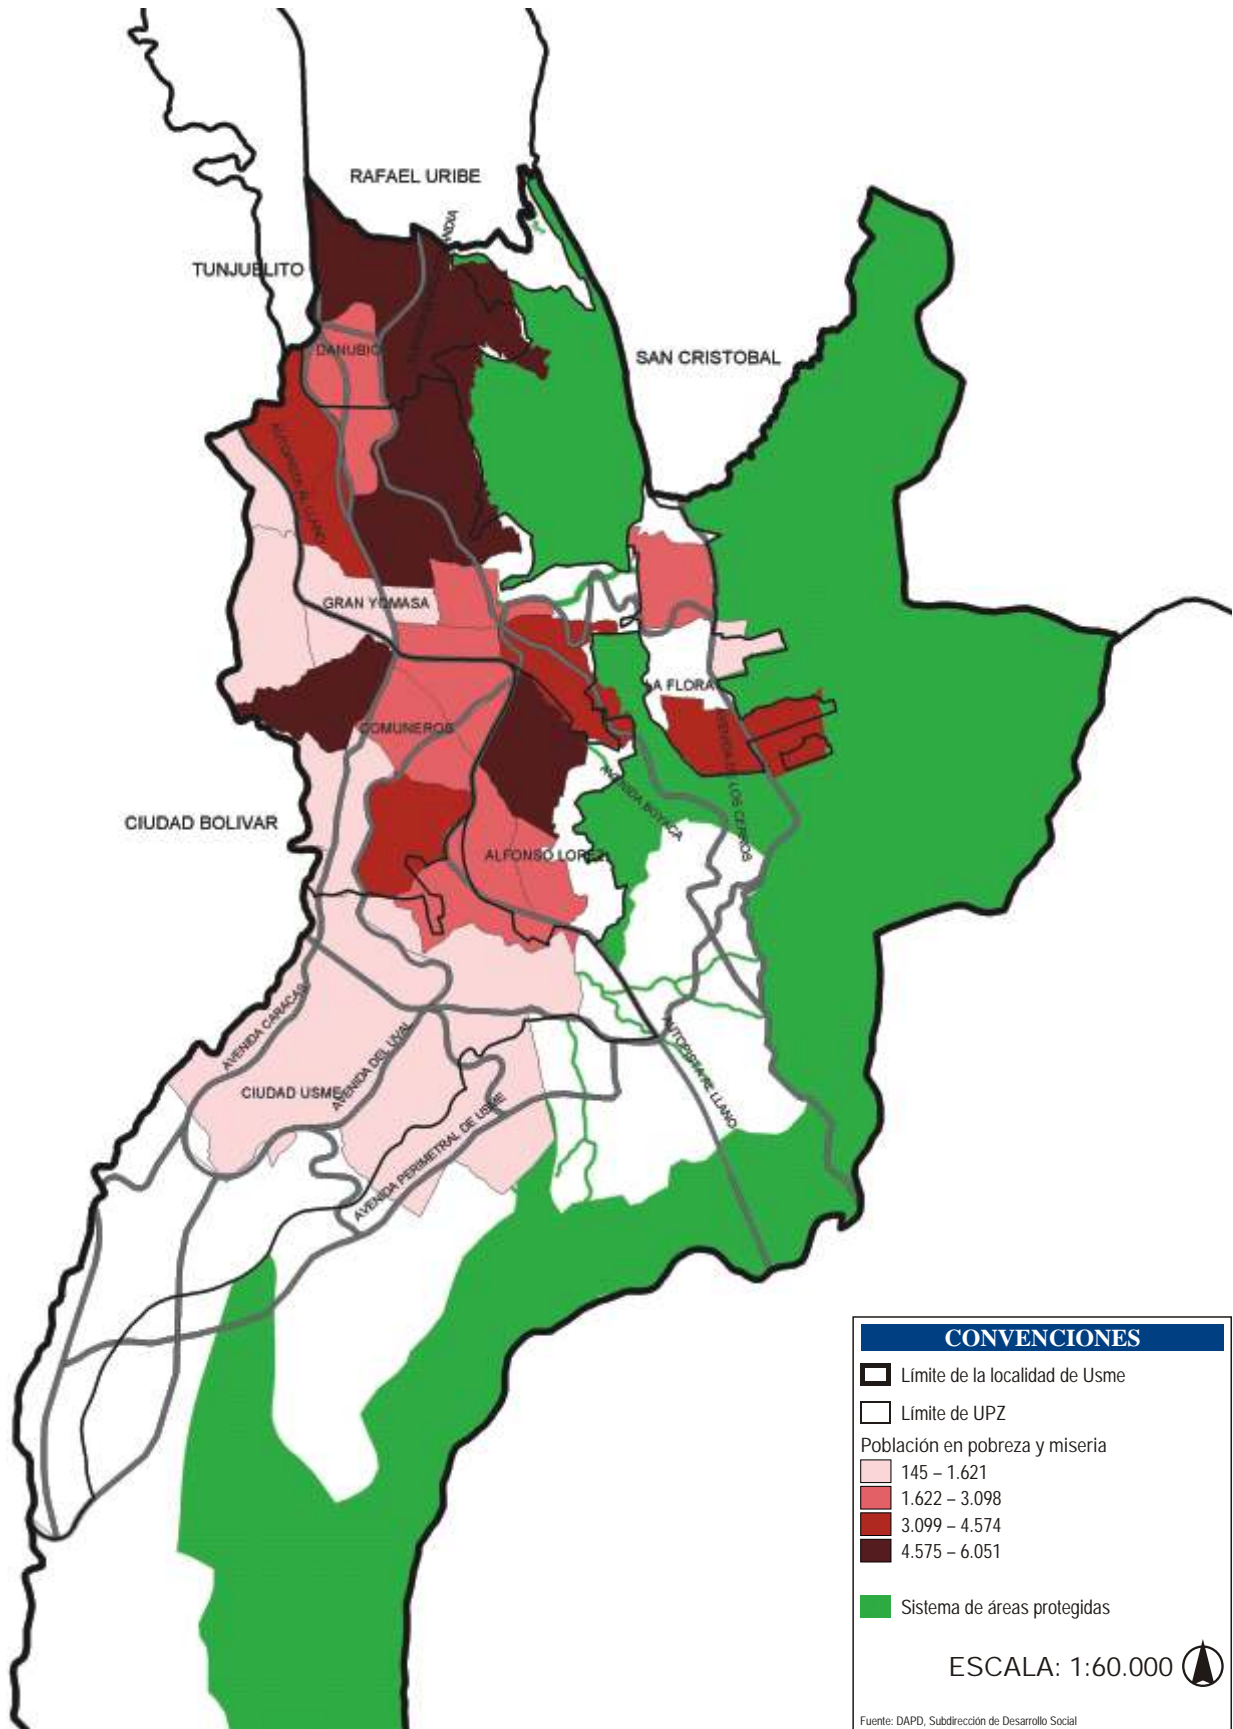 RAFAEL URIBE
TUNJUELITO
SAN CRISTOBAL
DANUBIO
AUTOPISTA AL LLANO
GRAN YOMASA
LA FLORA
COMUNEROS
AVENIDA DE LOS CERROS
AVENIDA BOYACA
CIUDAD BOLIVAR
ALFONSO LOPEZ
AVENIDA CARACAS
AVENIDA DEL UVAL
AUTOPISTA AL LLANO
CIUDAD USME
AVENIDA PERIMETRAL DE USME
CONVENCIONES
Límite de la localidad de Usme
Límite de UPZ
Población en pobreza y miseria
145 – 1.621
1.622 – 3.098
3.099 – 4.574
4.575 – 6.051
Sistema de áreas protegidas
ESCALA: 1:60.000
Fuente: DAPD, Subdirección de Desarrollo Social